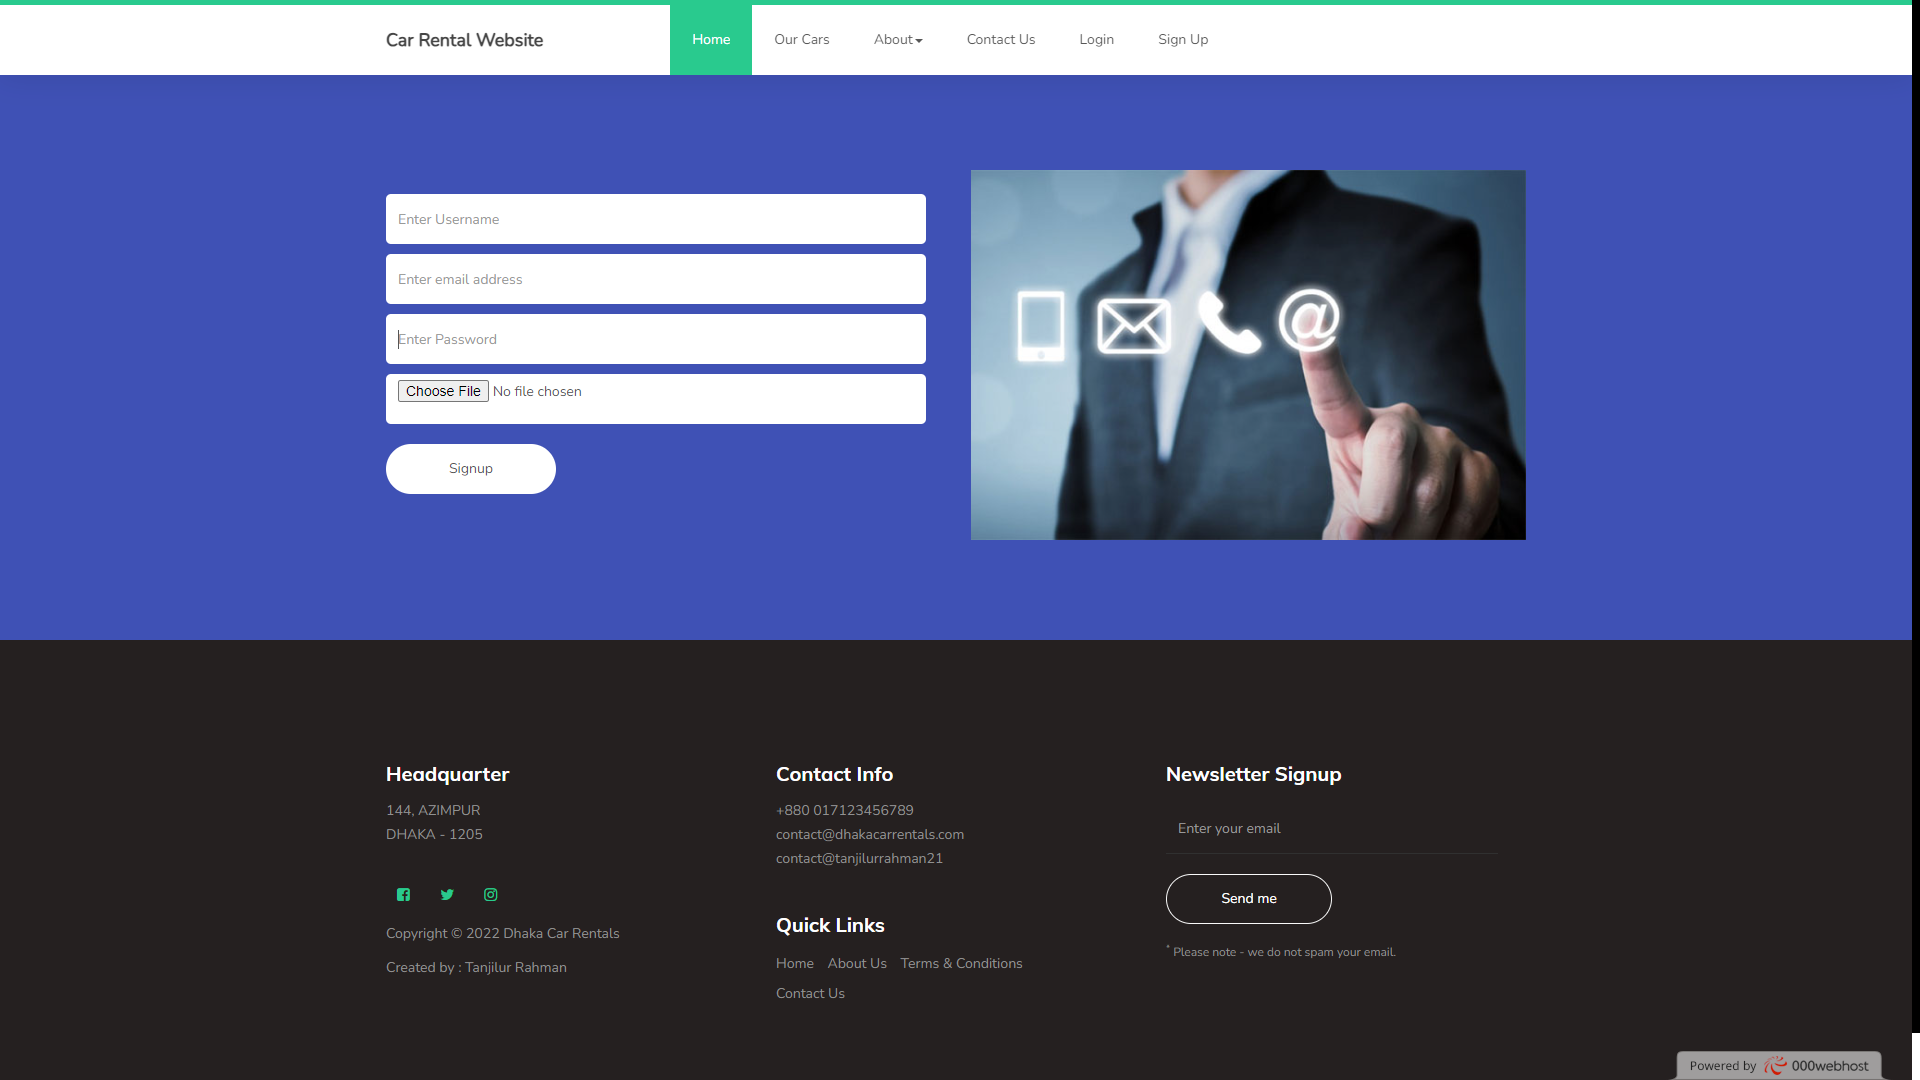 Car Rental Website
Home
Our Cars
About
Contact Us
Login
Sign Up
Enter Username
Enter email address
Enter Password
Choose File No file chosen
Signup
@
Headquarter
144, AZIMPUR
DHAKA - 1205
Copyright © 2022 Dhaka Car Rentals
Created by : Tanjilur Rahman
Contact Info
+880 017123456789
contact@dhakacarrentals.com
contact@tanjilurrahman21
Quick Links
Home About Us Terms & Conditions
Contact Us
Newsletter Signup
Enter your email
Send me
* Please note - we do not spam your email.
Powered by 000webhost